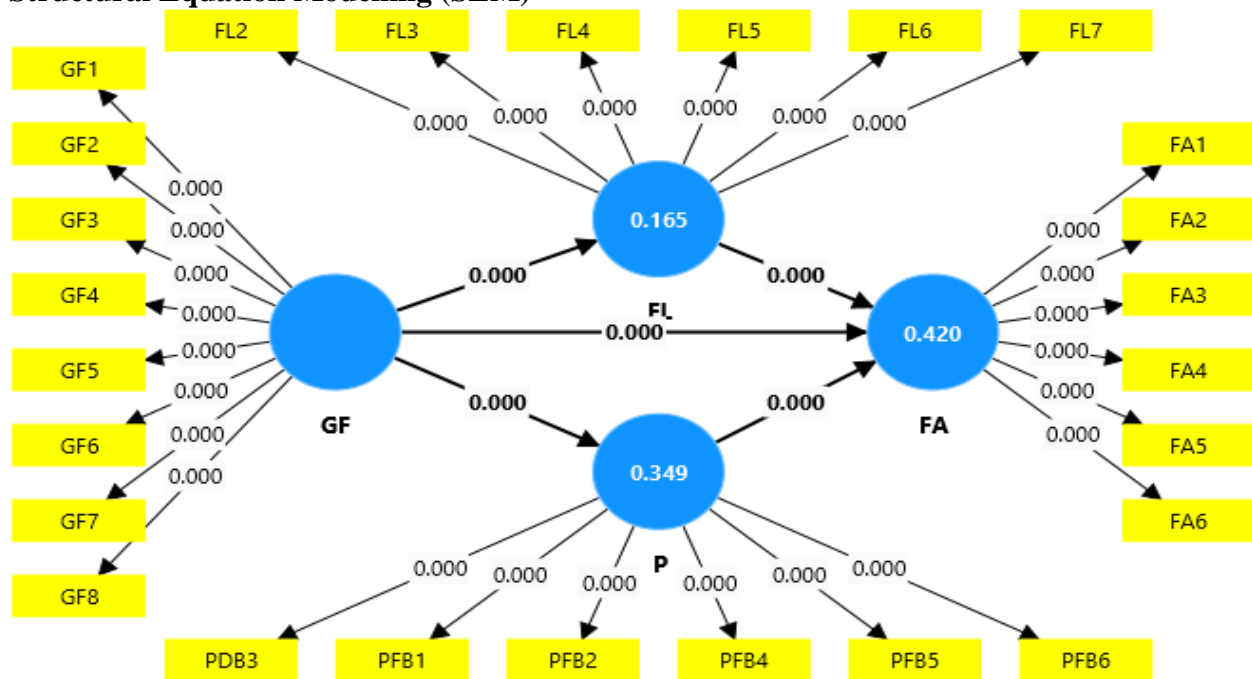 Structural Equation Modelling (SEM)
FL2 FL3 FL4 FL5 FL6 FL7
GF1
GF2
GF3
GF4
GF5
GF6
GF7
GF8
0.000 0.000 0.000 0.000 0.000 0.000
0.000
0.000
0.000
0.000
0.000
0.000
0.000
0.000
GF
0.165
FL
0.000 0.000
0.000
0.000 0.000
0.349
P
0.420
FA
0.000
0.000
0.000
0.000
0.000
0.000
FA1
FA2
FA3
FA4
FA5
FA6
0.000 0.000 0.000 0.000 0.000 0.000
PDB3 PFB1 PFB2 PFB4 PFB5 PFB6